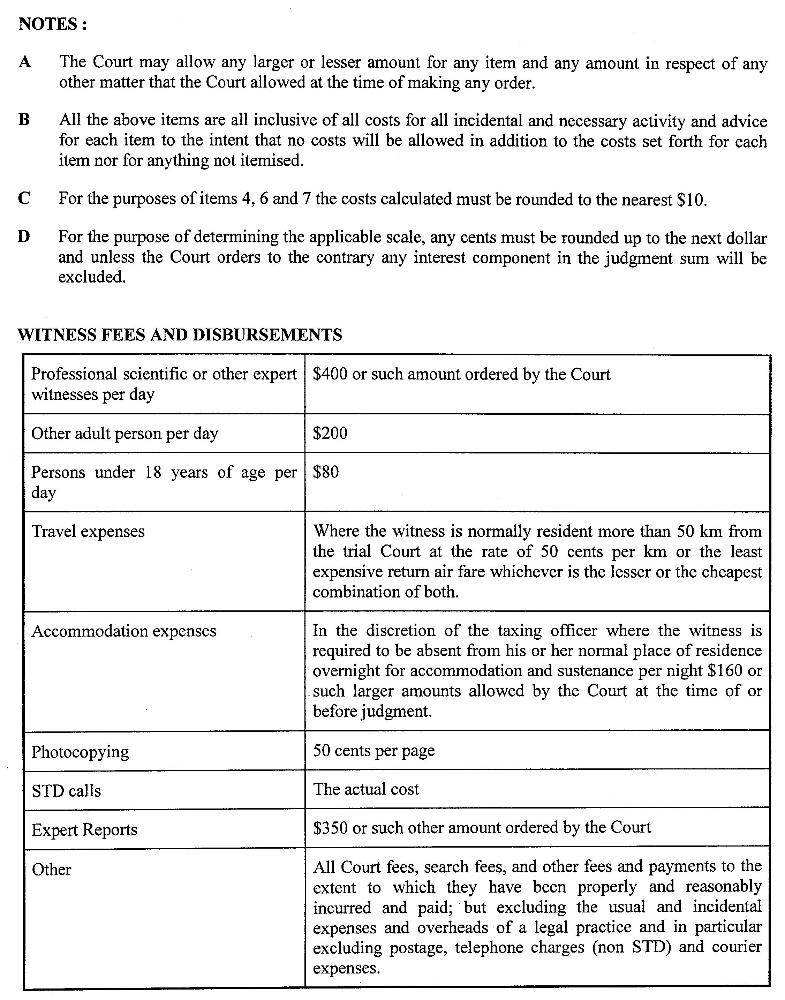 NOTES :
A The Court may allow any larger or lesser amount for any item and any amount in respect of any
other matter that the Court allowed at the time of making any order.
B All the above items are all inclusive of all costs for all incidental and necessary activity and advice
for each item to the intent that no costs will be allowed in addition to the costs set forth for each
item nor for anything not itemised.
C For the purposes of items 4, 6 and 7 the costs calculated must be rounded to the nearest $10.
D For the purpose of determining the applicable scale, any cents must be rounded up to the next dollar
and unless the Court orders to the contrary any interest component in the judgment sum will be
excluded.
WITNESS FEES AND DISBURSEMENTS
Professional scientific or other expert
witnesses per day
$400 or such amount ordered by the Court
Other adult person per day
$200
Persons under 18 years of age per
day
$80
Travel expenses
Where the witness is normally resident more than 50 km from
the trial Court at the rate of 50 cents per km or the least
expensive return air fare whichever is the lesser or the cheapest
combination of both.
Accommodation expenses
In the discretion of the taxing officer where the witness is
required to be absent from his or her normal place of residence
overnight for accommodation and sustenance per night $160 or
such larger amounts allowed by the Court at the time of or
before judgment.
Photocopying
50 cents per page
STD calls
The actual cost
Expert Reports
$350 or such other amount ordered by the Court
Other
All Court fees, search fees, and other fees and payments to the
extent to which they have been properly and reasonably
incurred and paid; but excluding the usual and incidental
expenses and overheads of a legal practice and in particular
excluding postage, telephone charges (non STD) and courier
expenses.